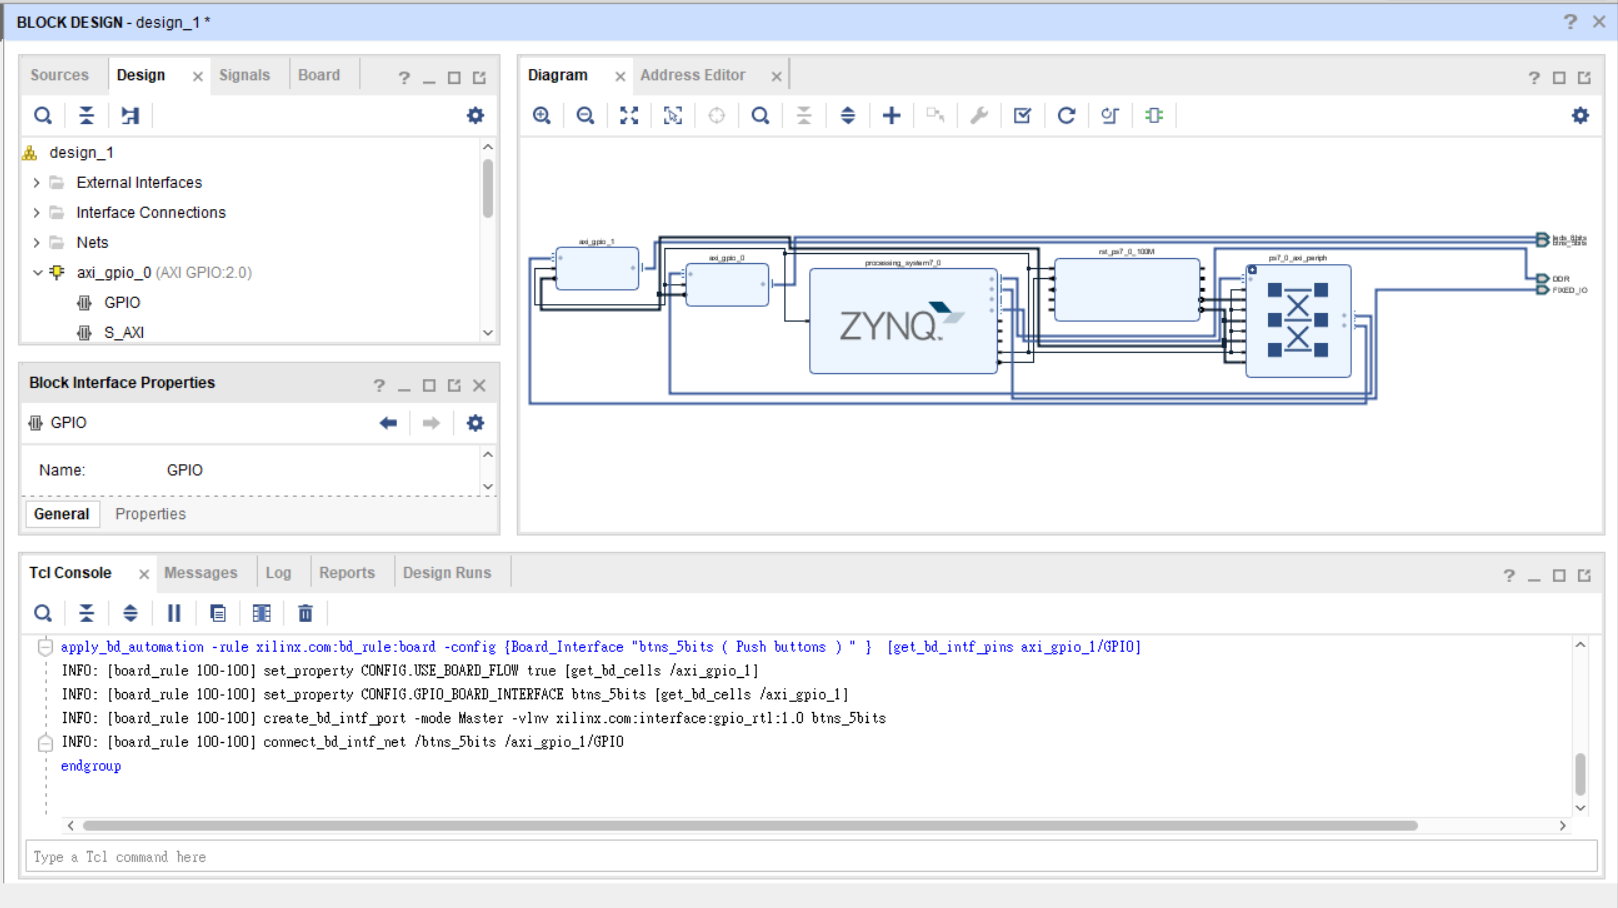 BLOCK DESIGN - design_1 *
Sources Design Signals Board
design_1
External Interfaces
Interface Connections
Nets
axi_gpio_0 (AXI GPIO:2.0)
GPIO
S_AXI
Block Interface Properties
GPIO
Name: GPIO
General Properties
Diagram Address Editor
axi_gpio_1
axi_gpio_0
processing_system7_0
ZYNQ
rst_ps7_0_100M
ps7_0_axi_periph
DDR
FIXED_IO
Tcl Console Messages Log Reports Design Runs
apply_bd_automation -rule xilinx.com:bd_rule:board -config {Board_Interface "btns_5bits ( Push buttons ) " } [get_bd_intf_pins axi_gpio_1/GPIO]
INFO: [board_rule 100-100] set_property CONFIG.USE_BOARD_FLOW true [get_bd_cells /axi_gpio_1]
INFO: [board_rule 100-100] set_property CONFIG.GPIO_BOARD_INTERFACE btns_5bits [get_bd_cells /axi_gpio_1]
INFO: [board_rule 100-100] create_bd_intf_port -mode Master -vlnv xilinx.com:interface:gpio_rtl:1.0 btns_5bits
INFO: [board_rule 100-100] connect_bd_intf_net /btns_5bits /axi_gpio_1/GPIO
endgroup
Type a Tcl command here